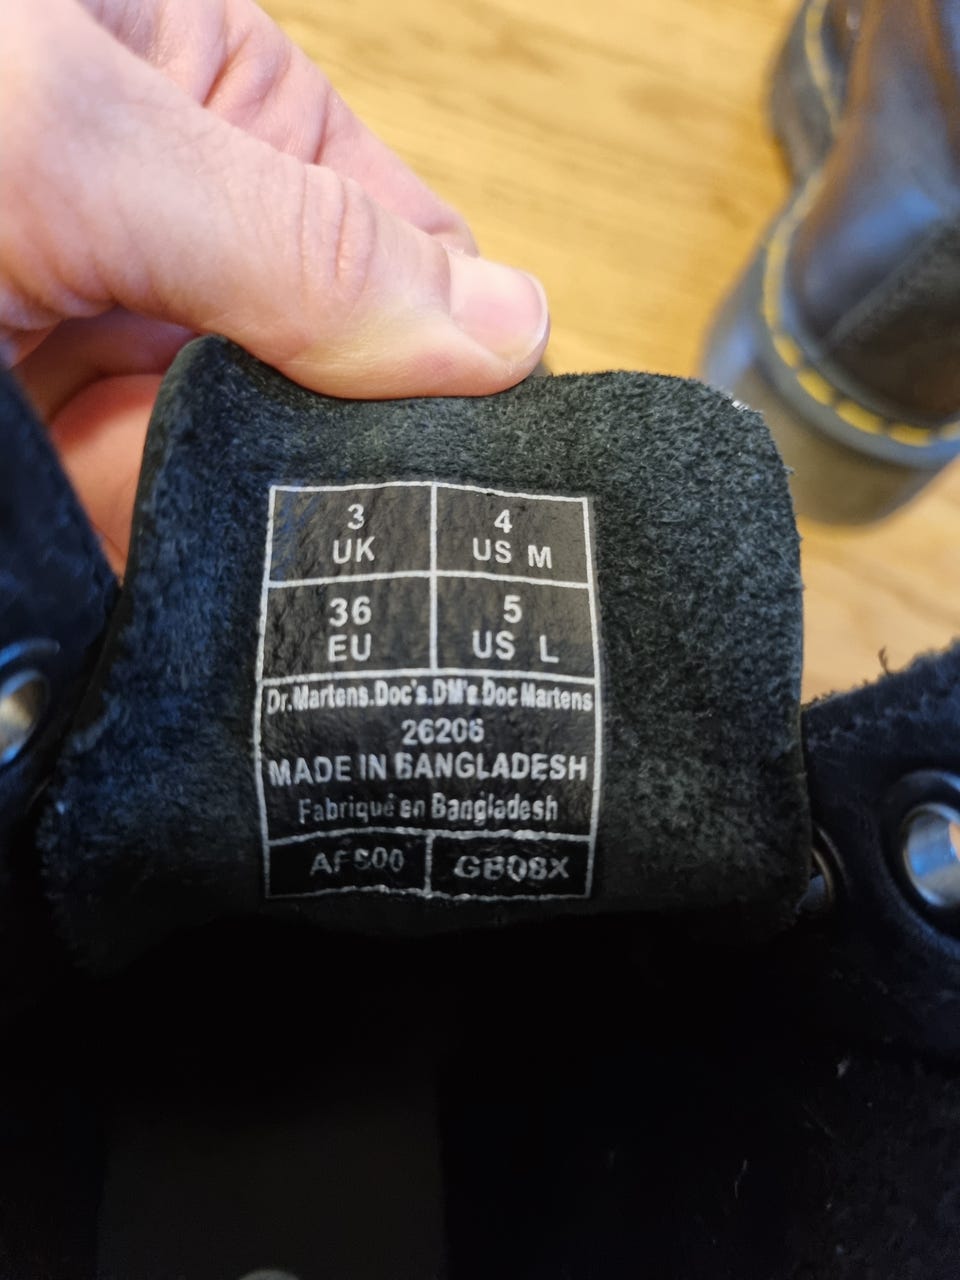 3 UK
4 US M
36 EU
5 US L
Dr.Martens.Doc's.DM's.Doc Martens
26206
MADE IN BANGLADESH
Fabriqué en Bangladesh
GB08X